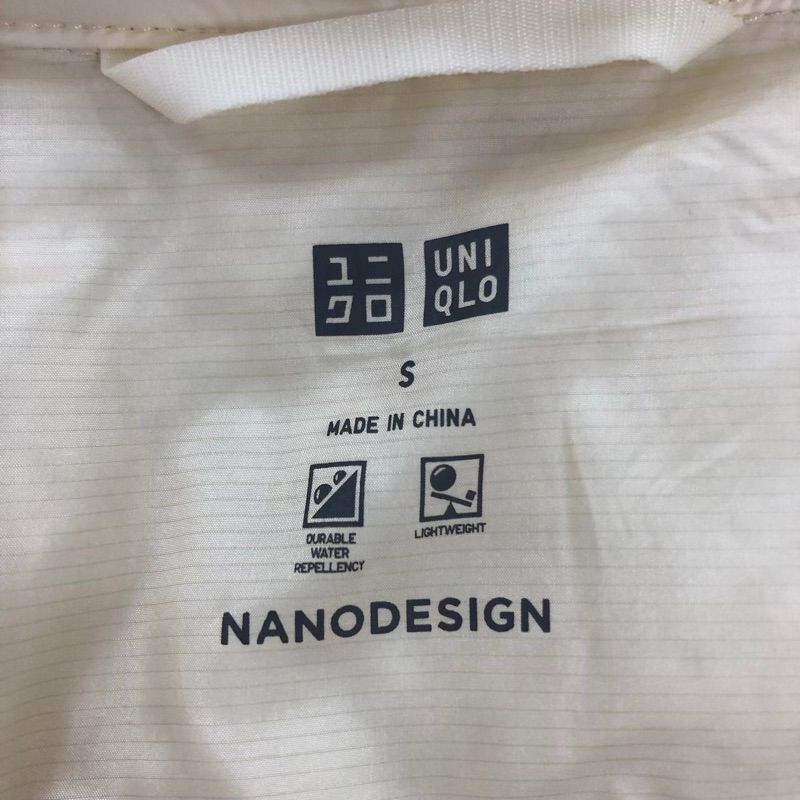 ユニ
クロ
UNI
QLO
S
MADE IN CHINA
DURABLE
WATER
REPELLENCY
LIGHTWEIGHT
NANODESIGN